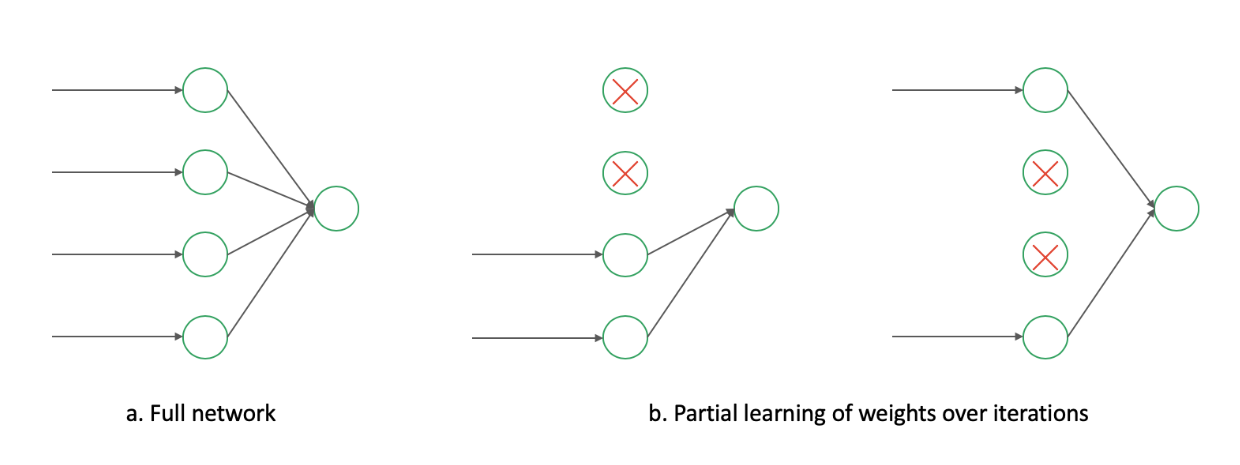 a. Full network
b. Partial learning of weights over iterations